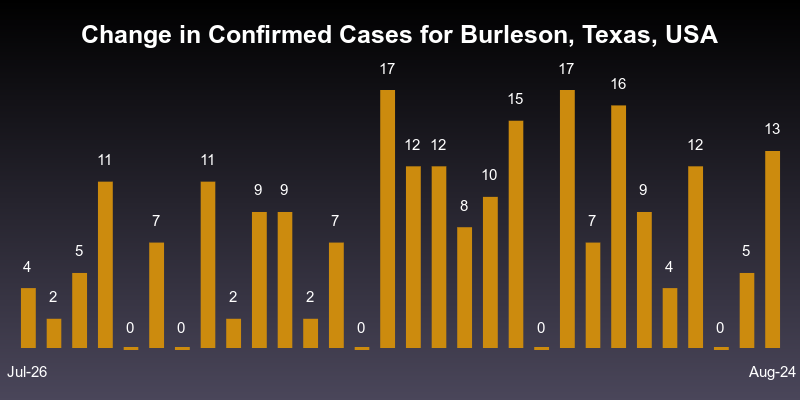 Change in Confirmed Cases for Burleson, Texas, USA
4 2 5 11 0 7 0 11 2 9 9 2 7 0 17 12 12 8 10 15 0 17 7 16 9 4 12 0 5 13
Jul-26 Aug-24